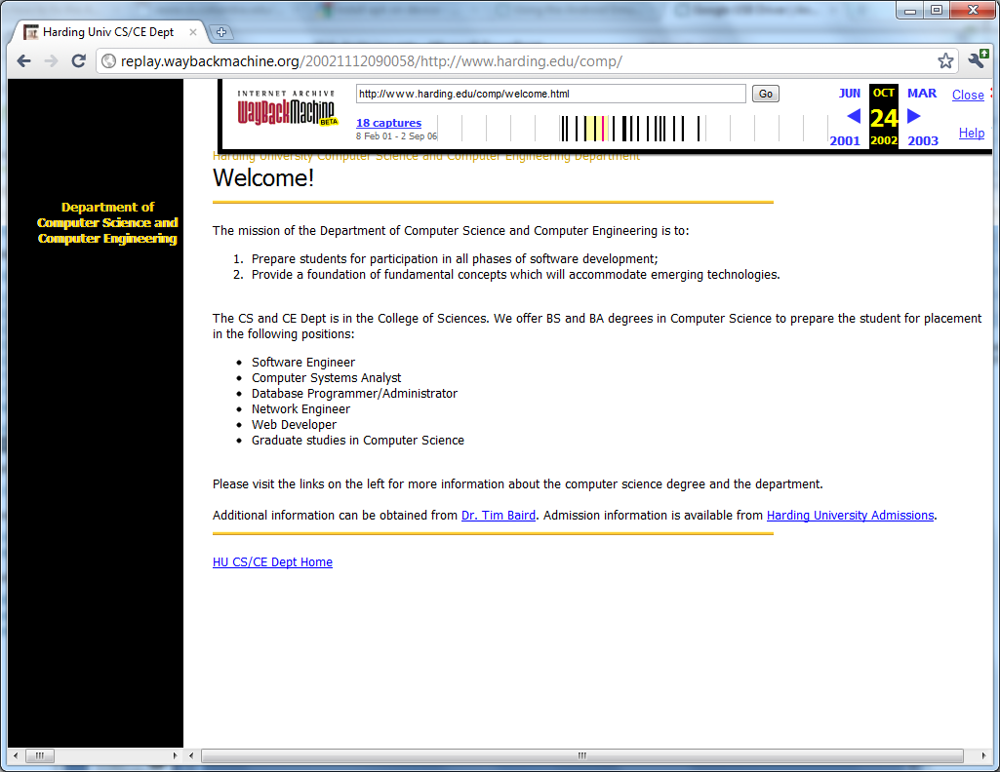 Harding Univ CS/CE Dept
replay.waybackmachine.org/20021112090058/http://www.harding.edu/comp/
INTERNET ARCHIVE
WayBackMachine
BETA
http://www.harding.edu/comp/welcome.html
Go
18 captures
8 Feb 01 - 2 Sep 06
JUN OCT MAR
24
2001 2002 2003
Close
Help
Harding University Computer Science and Computer Engineering Department
Welcome!
Department of
Computer Science and
Computer Engineering
The mission of the Department of Computer Science and Computer Engineering is to:
1. Prepare students for participation in all phases of software development;
2. Provide a foundation of fundamental concepts which will accommodate emerging technologies.
The CS and CE Dept is in the College of Sciences. We offer BS and BA degrees in Computer Science to prepare the student for placement
in the following positions:
• Software Engineer
• Computer Systems Analyst
• Database Programmer/Administrator
• Network Engineer
• Web Developer
• Graduate studies in Computer Science
Please visit the links on the left for more information about the computer science degree and the department.
Additional information can be obtained from Dr. Tim Baird. Admission information is available from Harding University Admissions.
HU CS/CE Dept Home